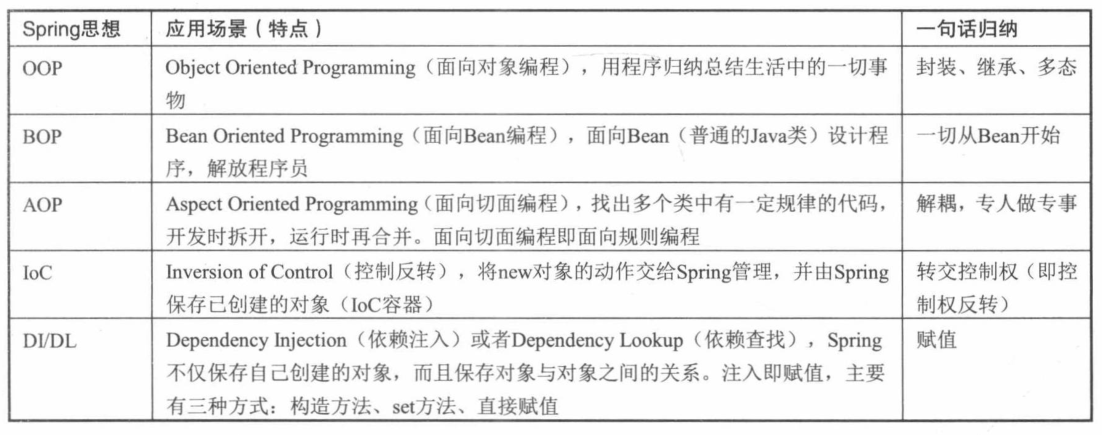 Spring思想 应用场景（特点） 一句话归纳
OOP Object Oriented Programming（面向对象编程），用程序归纳总结生活中的一切事 封装、继承、多态
物
BOP Bean Oriented Programming（面向Bean编程），面向Bean（普通的Java类）设计程 一切从Bean开始
序，解放程序员
AOP Aspect Oriented Programming（面向切面编程），找出多个类中有一定规律的代码， 解耦，专人做专事
开发时拆开，运行时再合并。面向切面编程即面向规则编程
IoC Inversion of Control（控制反转），将new对象的动作交给Spring管理，并由Spring 转交控制权（即控
保存已创建的对象（IoC容器） 制权反转）
DI/DL Dependency Injection（依赖注入）或者Dependency Lookup（依赖查找），Spring 赋值
不仅保存自己创建的对象，而且保存对象与对象之间的关系。注入即赋值，主要
有三种方式：构造方法、set方法、直接赋值